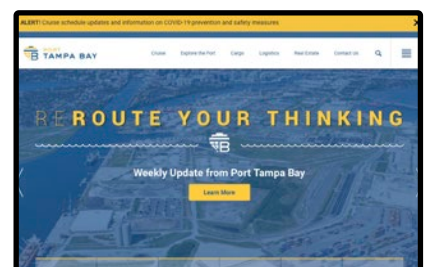 ALERT! Cruise schedule updates and information on COVID-19 prevention and safety measures
X
PORT
TAMPA BAY
Cruise Explore the Port Cargo Logistics Real Estate Contact Us
REROUTE YOUR THINKING
Weekly Update from Port Tampa Bay
Learn More